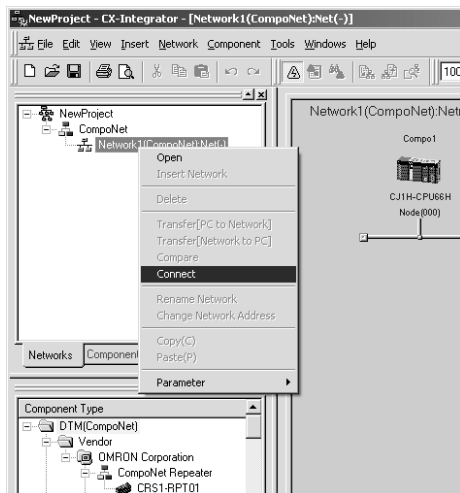 NewProject - CX-Integrator - [Network1(CompoNet):Net(-)]
File Edit View Insert Network Component Tools Windows Help
100
NewProject
CompoNet
Network1(CompoNet):Net(-)
Open
Insert Network
Delete
Transfer[PC to Network]
Transfer[Network to PC]
Compare
Connect
Rename Network
Change Network Address
Copy(C)
Paste(P)
Parameter
Networks Component
Component Type
DTM(CompoNet)
Vendor
OMRON Corporation
CompoNet Repeater
CRS1-RPT01
Network1(CompoNet):Net
Compo1
CJ1H-CPU66H
Node(000)